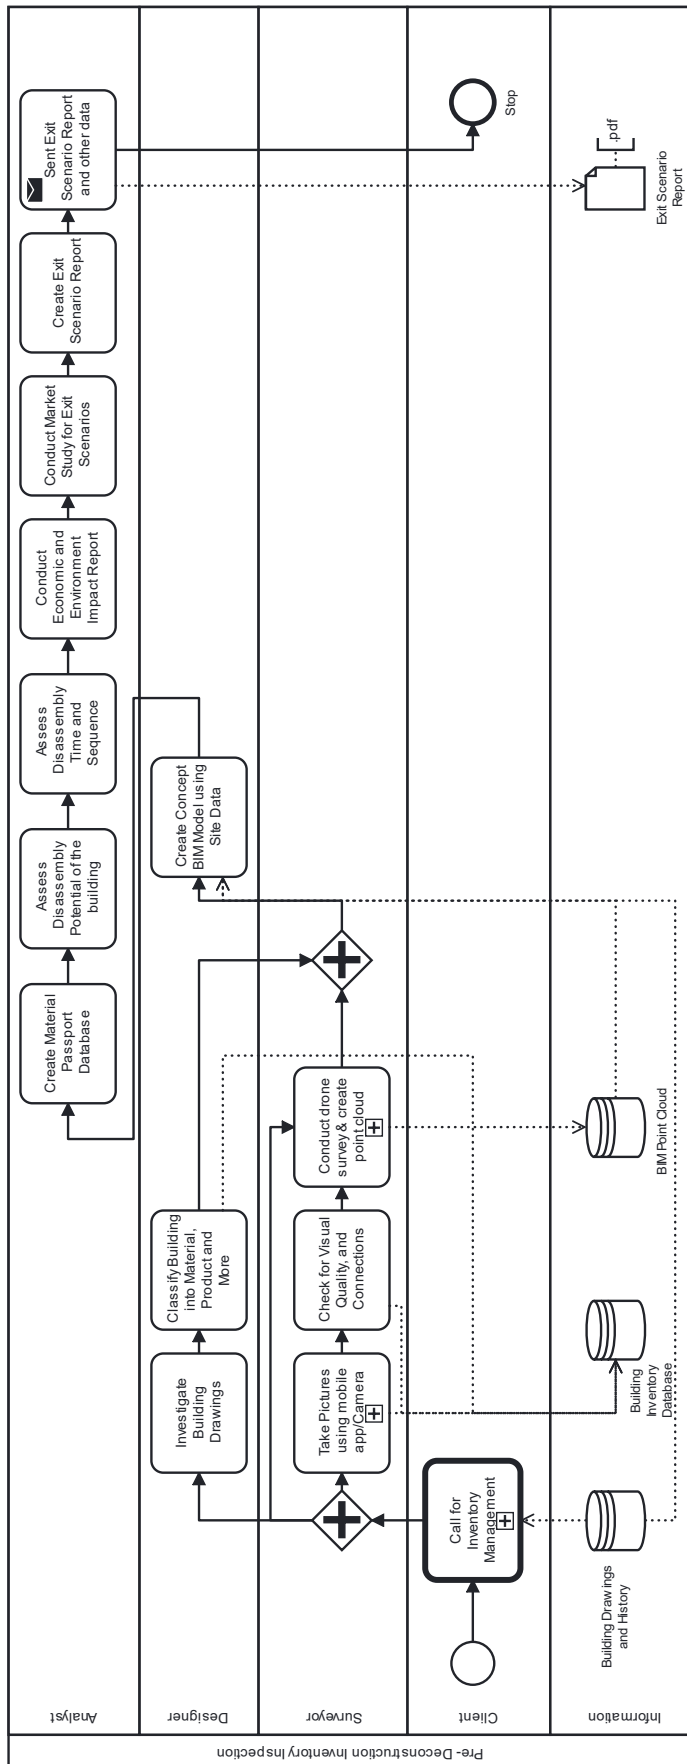 Pre- Deconstruction Inventory Inspection
Analyst
Create Material
Passport
Database
Assess
Disassembly
Potential of the
building
Assess
Disassembly
Time and
Sequence
Conduct
Economic and
Environment
Impact Report
Conduct Market
Study for Exit
Scenarios
Create Exit
Scenario Report
Sent Exit
Scenario Report
and other data
Designer
Investigate
Building
Drawings
Classify Building
into Material,
Product and
More
Create Concept
BIM Model using
Site Data
Surveyor
Take Pictures
using mobile
app/Camera
Check for Visual
Quality, and
Connections
Conduct drone
survey & create
point cloud
Client
Call for
Inventory
Management
Stop
Information
Building Drawings
and History
Building
Inventory
Database
BIM Point Cloud
Exit Scenario
Report
.pdf